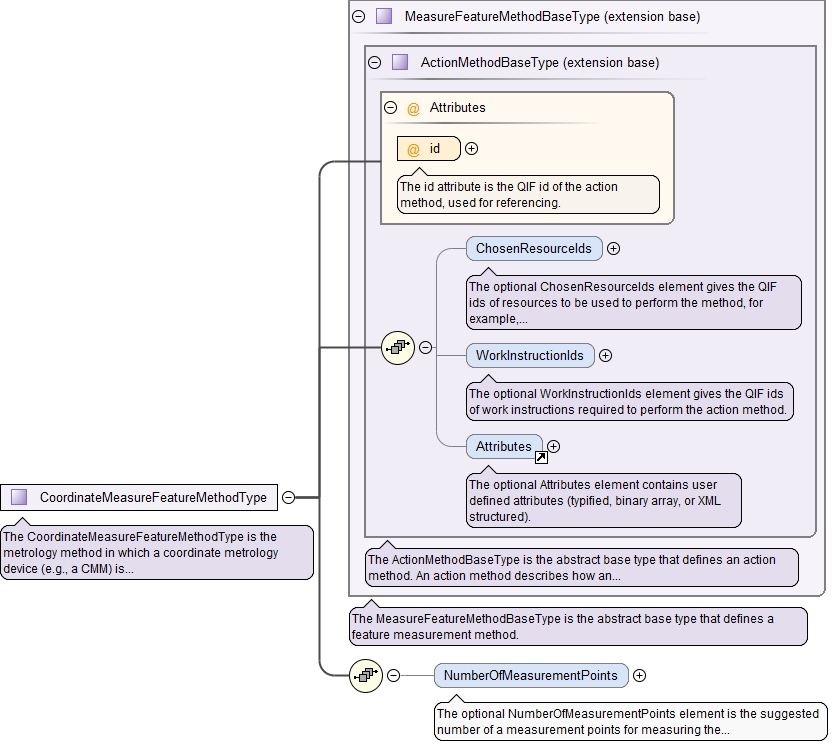 MeasureFeatureMethodBaseType (extension base)
ActionMethodBaseType (extension base)
@ Attributes
@ id
The id attribute is the QIF id of the action
method, used for referencing.
ChosenResourceIds
The optional ChosenResourceIds element gives the QIF
ids of resources to be used to perform the method, for
example,...
WorkInstructionIds
The optional WorkInstructionIds element gives the QIF ids
of work instructions required to perform the action method.
Attributes
The optional Attributes element contains user
defined attributes (typified, binary array, or XML
structured).
CoordinateMeasureFeatureMethodType
The CoordinateMeasureFeatureMethodType is the
metrology method in which a coordinate metrology
device (e.g., a CMM) is...
The ActionMethodBaseType is the abstract base type that defines an action
method. An action method describes how an...
The MeasureFeatureMethodBaseType is the abstract base type that defines a
feature measurement method.
NumberOfMeasurementPoints
The optional NumberOfMeasurementPoints element is the suggested
number of a measurement points for measuring the...